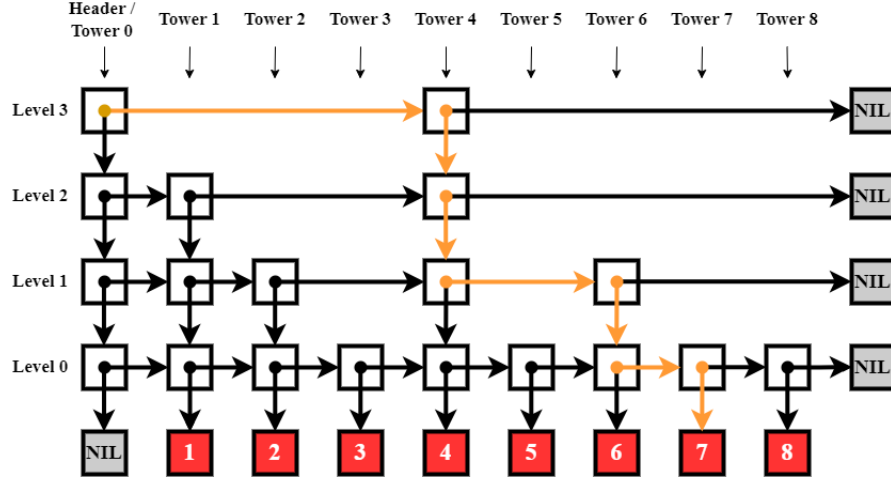 Header /
Tower 0 Tower 1 Tower 2 Tower 3 Tower 4 Tower 5 Tower 6 Tower 7 Tower 8
Level 3 NIL
Level 2 NIL
Level 1 NIL
Level 0 NIL
NIL 1 2 3 4 5 6 7 8